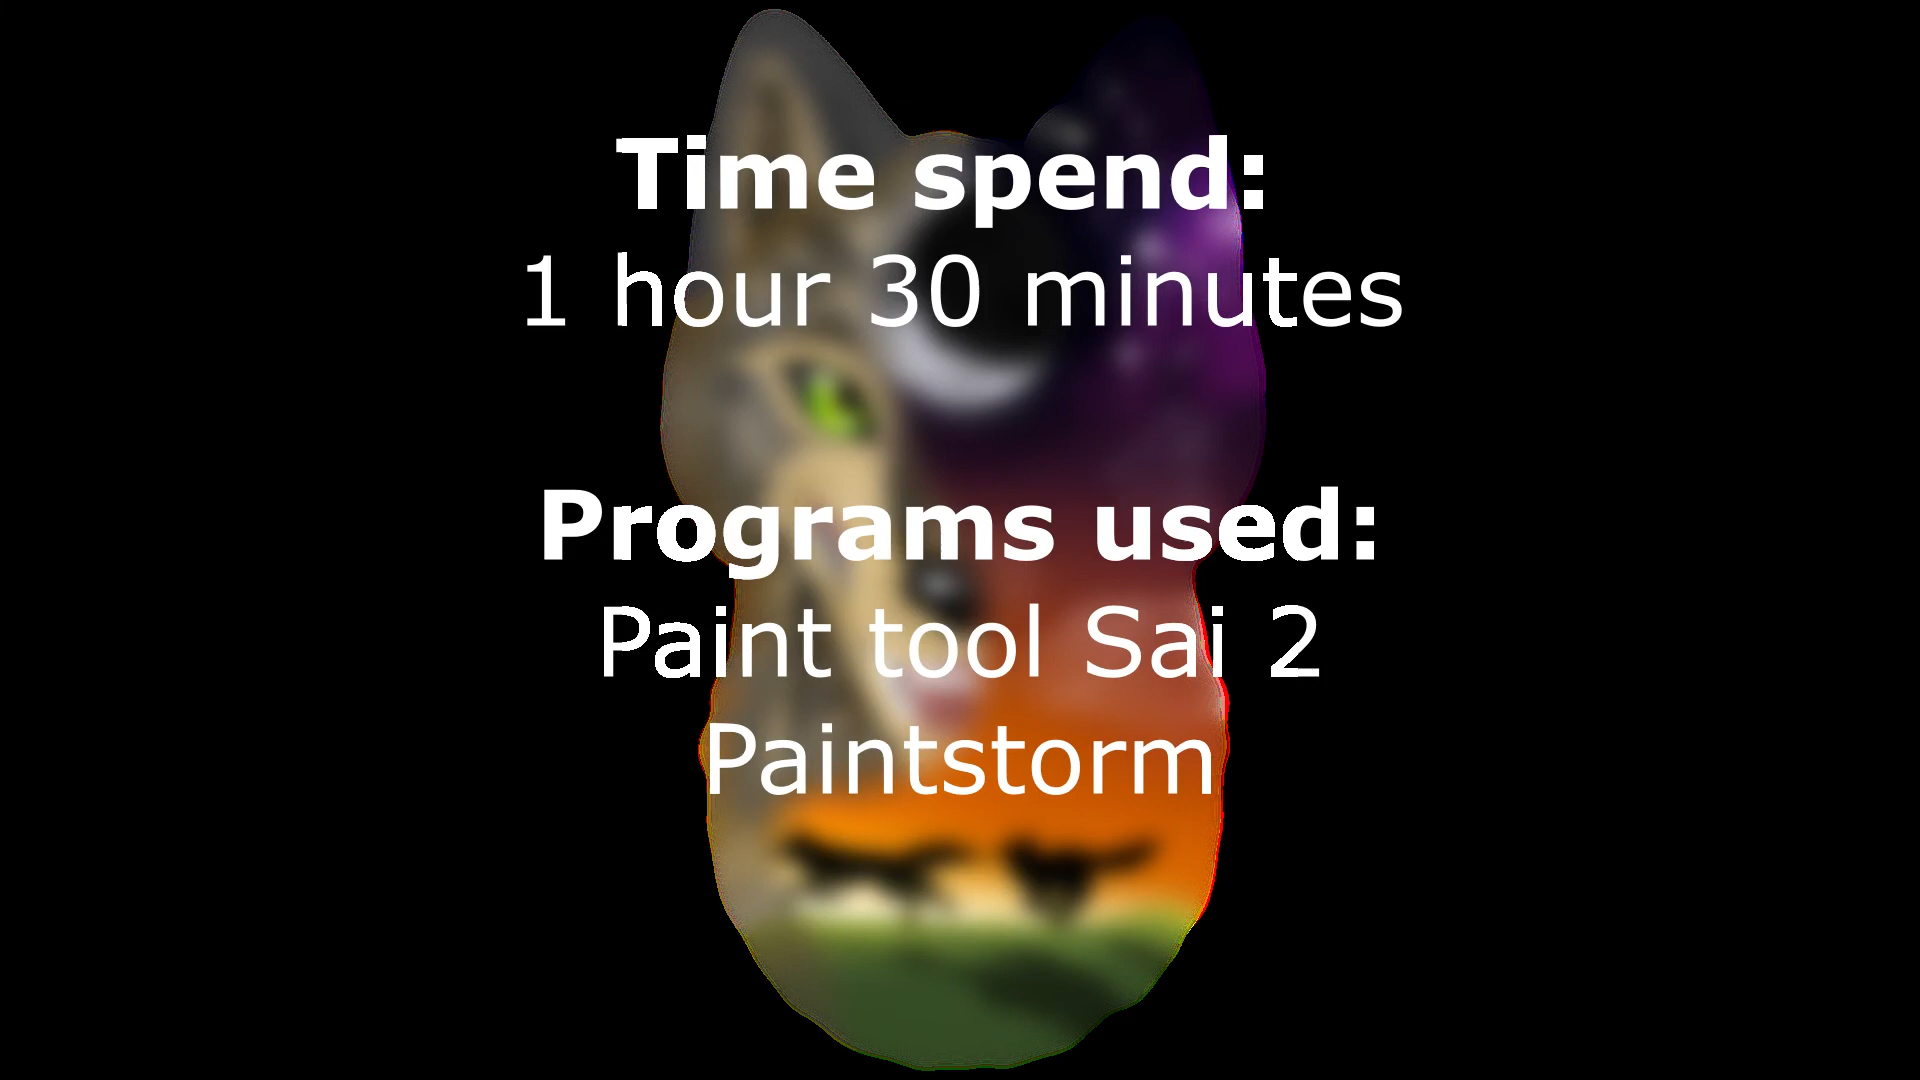 Time spend:
1 hour 30 minutes
Programs used:
Paint tool Sai 2
Paintstorm